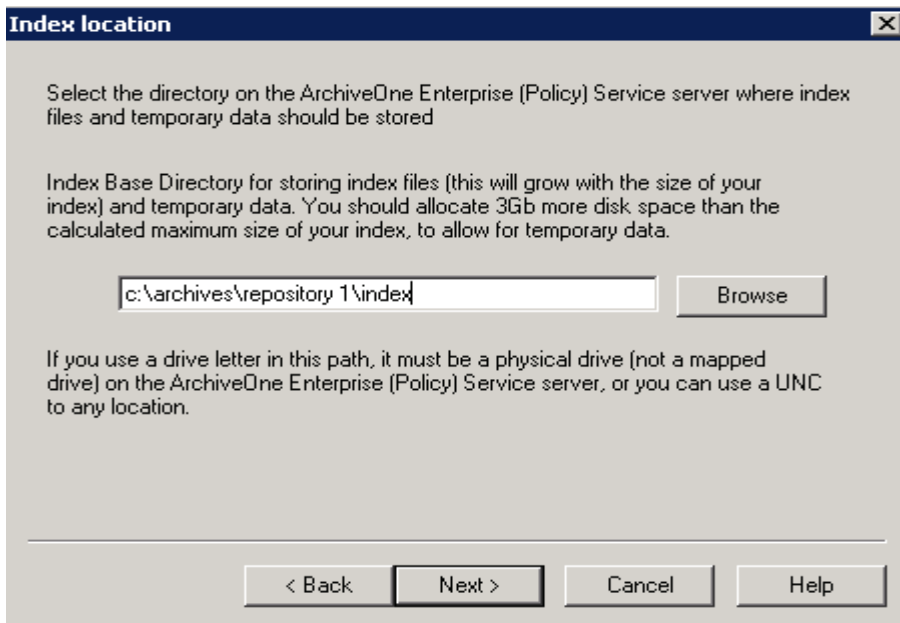 Index location
Select the directory on the ArchiveOne Enterprise (Policy) Service server where index
files and temporary data should be stored
Index Base Directory for storing index files (this will grow with the size of your
index) and temporary data. You should allocate 3Gb more disk space than the
calculated maximum size of your index, to allow for temporary data.
c:\archives\repository 1\index
Browse
If you use a drive letter in this path, it must be a physical drive (not a mapped
drive) on the ArchiveOne Enterprise (Policy) Service server, or you can use a UNC
to any location.
< Back Next > Cancel Help